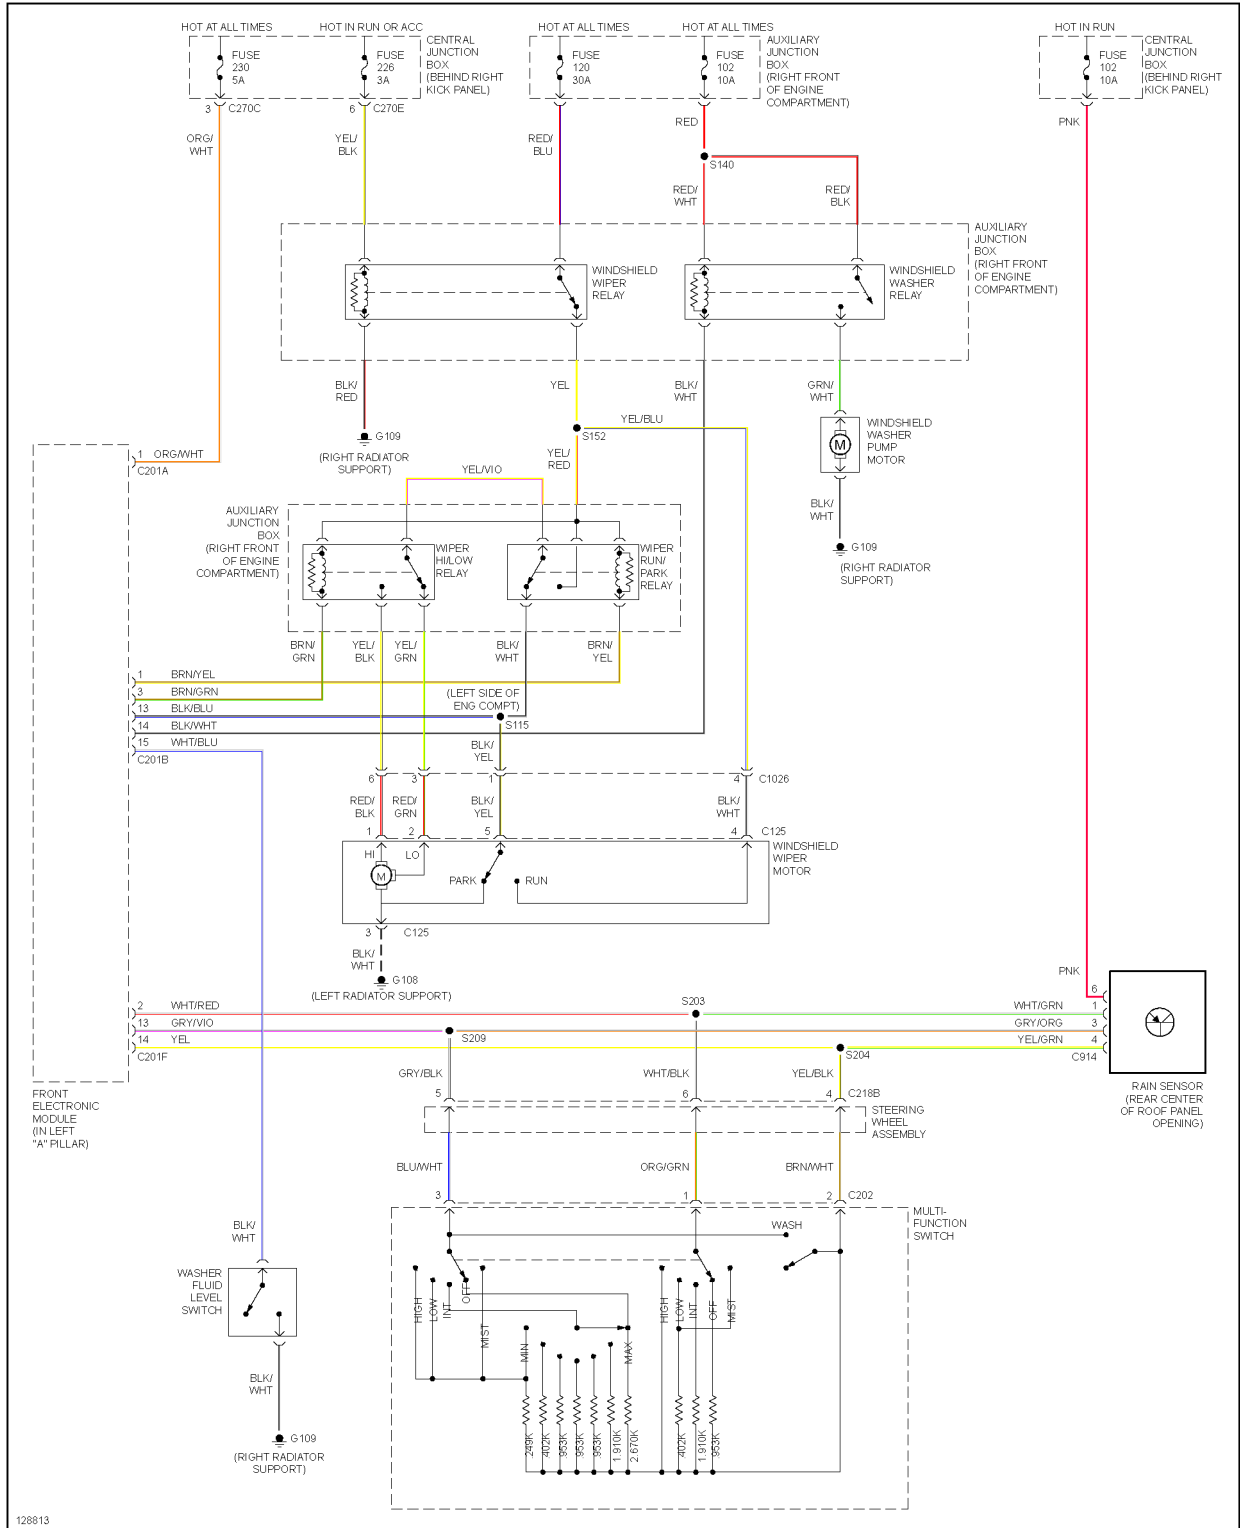 HOT AT ALL TIMES
HOT IN RUN OR ACC
HOT AT ALL TIMES
HOT AT ALL TIMES
HOT IN RUN
FUSE
230
5A
FUSE
226
3A
CENTRAL
JUNCTION
BOX
(BEHIND RIGHT
KICK PANEL)
FUSE
120
30A
FUSE
102
10A
AUXILIARY
JUNCTION
BOX
(RIGHT FRONT
OF ENGINE
COMPARTMENT)
FUSE
102
10A
CENTRAL
JUNCTION
BOX
(BEHIND RIGHT
KICK PANEL)
3 C270C
6 C270E
ORG/
WHT
YEL/
BLK
RED/
BLU
RED
PNK
S140
RED/
WHT
RED/
BLK
AUXILIARY
JUNCTION
BOX
(RIGHT FRONT
OF ENGINE
COMPARTMENT)
WINDSHIELD
WIPER
RELAY
WINDSHIELD
WASHER
RELAY
BLK/
RED
YEL
BLK/
WHT
GRN/
WHT
YEL/BLU
G109
(RIGHT RADIATOR
SUPPORT)
S152
WINDSHIELD
WASHER
PUMP
MOTOR
M
1 ORG/WHT
C201A
YEL/
RED
YEL/VIO
BLK/
WHT
AUXILIARY
JUNCTION
BOX
(RIGHT FRONT
OF ENGINE
COMPARTMENT)
WIPER
HI/LOW
RELAY
WIPER
RUN/
PARK
RELAY
G109
(RIGHT RADIATOR
SUPPORT)
BRN/
GRN
YEL/
BLK
YEL/
GRN
BLK/
WHT
BRN/
YEL
1 BRN/YEL
3 BRN/GRN
13 BLK/BLU
14 BLK/WHT
15 WHT/BLU
C201B
(LEFT SIDE OF
ENG COMPT)
S115
BLK/
YEL
6 3 1 4 C1026
RED/
BLK
RED/
GRN
BLK/
YEL
BLK/
WHT
1 2 5 4 C125
HI
LO
M
PARK
RUN
WINDSHIELD
WIPER
MOTOR
3 C125
BLK/
WHT
G108
(LEFT RADIATOR SUPPORT)
PNK
6
2 WHT/RED
S203
WHT/GRN 1
13 GRY/VIO
S209
GRY/ORG 3
14 YEL
S204
YEL/GRN 4
C201F
C914
FRONT
ELECTRONIC
MODULE
(IN LEFT
"A" PILLAR)
RAIN SENSOR
(REAR CENTER
OF ROOF PANEL
OPENING)
GRY/BLK
WHT/BLK
YEL/BLK
5 6 4 C218B
STEERING
WHEEL
ASSEMBLY
BLU/WHT
ORG/GRN
BRN/WHT
3 1 2 C202
MULTI-
FUNCTION
SWITCH
WASH
BLK/
WHT
WASHER
FLUID
LEVEL
SWITCH
HIGH
LOW
INT
OFF
MIST
HIGH
LOW
INT
OFF
MIST
MIN
MAX
BLK/
WHT
.249K
.402K
.953K
.953K
.953K
1.910K
2.670K
.402K
1.910K
.953K
G109
(RIGHT RADIATOR
SUPPORT)
128813